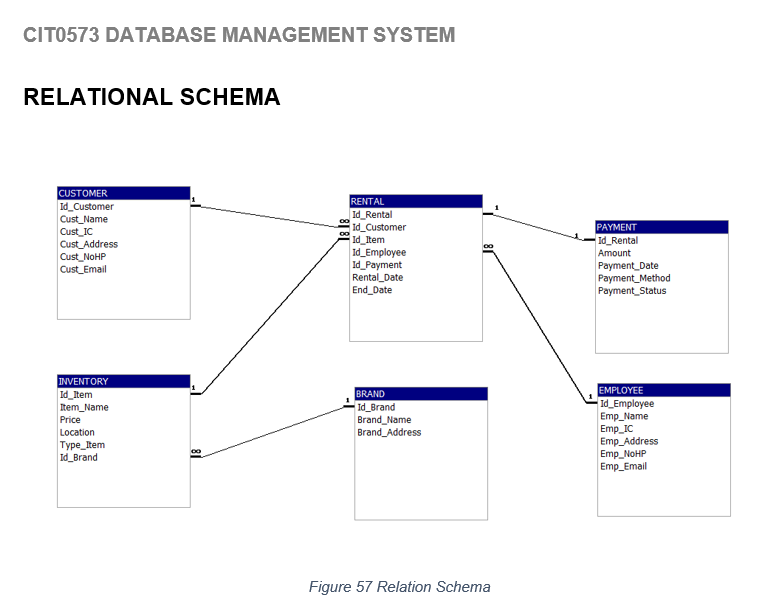 CIT0573 DATABASE MANAGEMENT SYSTEM
RELATIONAL SCHEMA
CUSTOMER
Id_Customer
Cust_Name
Cust_IC
Cust_Address
Cust_NoHP
Cust_Email
1
∞
∞
RENTAL
Id_Rental
Id_Customer
Id_Item
Id_Employee
Id_Payment
Rental_Date
End_Date
1
∞
1
PAYMENT
Id_Rental
Amount
Payment_Date
Payment_Method
Payment_Status
INVENTORY
Id_Item
Item_Name
Price
Location
Type_Item
Id_Brand
1
∞
1
BRAND
Id_Brand
Brand_Name
Brand_Address
1
EMPLOYEE
Id_Employee
Emp_Name
Emp_IC
Emp_Address
Emp_NoHP
Emp_Email
Figure 57 Relation Schema